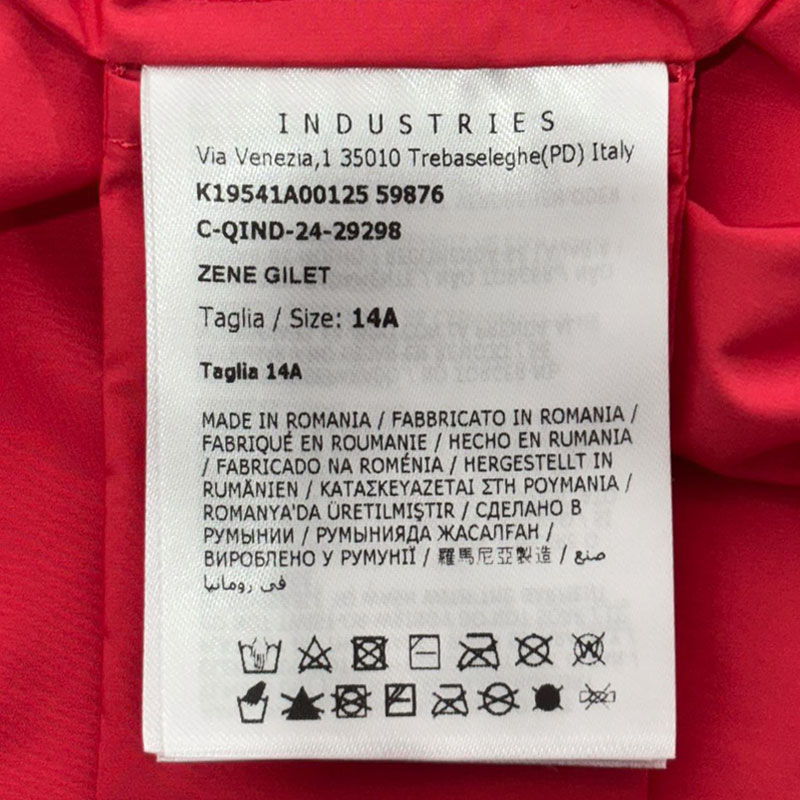 INDUSTRIES
Via Venezia,1 35010 Trebaseleghe(PD) Italy
K19541A00125 59876
C-QIND-24-29298
ZENE GILET
Taglia / Size: 14A
Taglia 14A
MADE IN ROMANIA / FABBRICATO IN ROMANIA /
FABRIQUÉ EN ROUMANIE / HECHO EN RUMANIA
/ FABRICADO NA ROMÉNIA / HERGESTELLT IN
RUMÄNIEN / ΚΑΤΑΣΚΕΥΑΖΕΤΑΙ ΣΤΗ ΡΟΥΜΑΝΙΑ /
ROMANYA'DA ÜRETILMIŞTIR / СДЕЛАНО В
РУМЫНИИ / РУМЫНИЯДА ЖАСАЛҒАН /
ВИРОБЛЕНО У РУМУНІЇ / 羅馬尼亞製造 / صنع
في رومانيا